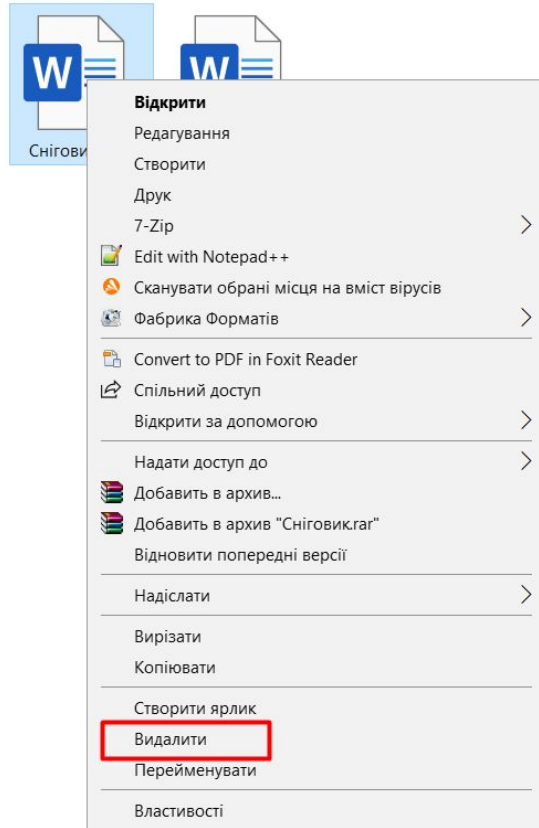 W W
Снігови
Відкрити
Редагування
Створити
Друк
7-Zip
Edit with Notepad++
Сканувати обрані місця на вміст вірусів
Фабрика Форматів
Convert to PDF in Foxit Reader
Спільний доступ
Відкрити за допомогою
Надати доступ до
Добавить в архив...
Добавить в архив "Сніговик.rar"
Відновити попередні версії
Надіслати
Вирізати
Копіювати
Створити ярлик
Видалити
Перейменувати
Властивості